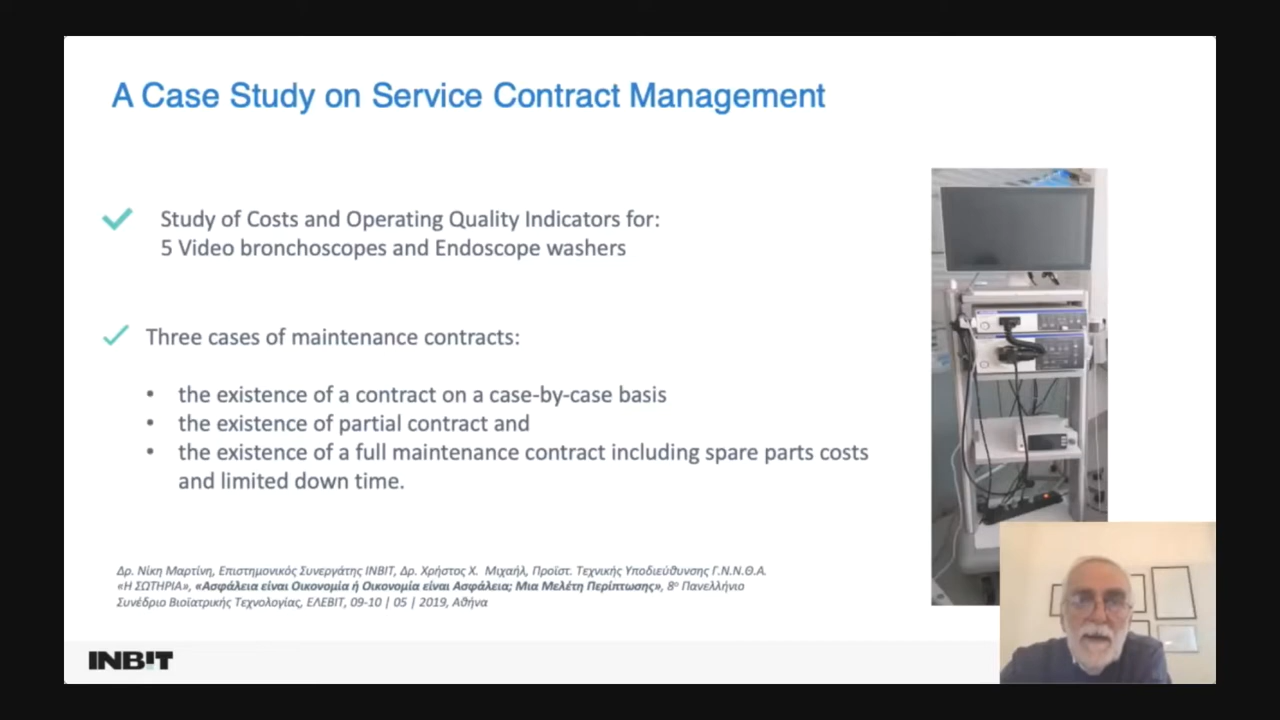 A Case Study on Service Contract Management
Study of Costs and Operating Quality Indicators for:
5 Video bronchoscopes and Endoscope washers
Three cases of maintenance contracts:
• the existence of a contract on a case-by-case basis
• the existence of partial contract and
• the existence of a full maintenance contract including spare parts costs
and limited down time.
Δρ. Νίκη Μαρτίνη, Επιστημονικός Συνεργάτης INBIT, Δρ. Χρήστος Χ. Μιχαήλ, Προϊστ. Τεχνικής Υποδιεύθυνσης Γ.Ν.Ν.Θ.Α.
«Η ΣΩΤΗΡΙΑ», «Ασφάλεια είναι Οικονομία ή Οικονομία είναι Ασφάλεια; Μια Μελέτη Περίπτωσης», 8ο Πανελλήνιο
Συνέδριο Βιοϊατρικής Τεχνολογίας, ΕΛΕΒΙΤ, 09-10 | 05 | 2019, Αθήνα
INBIT